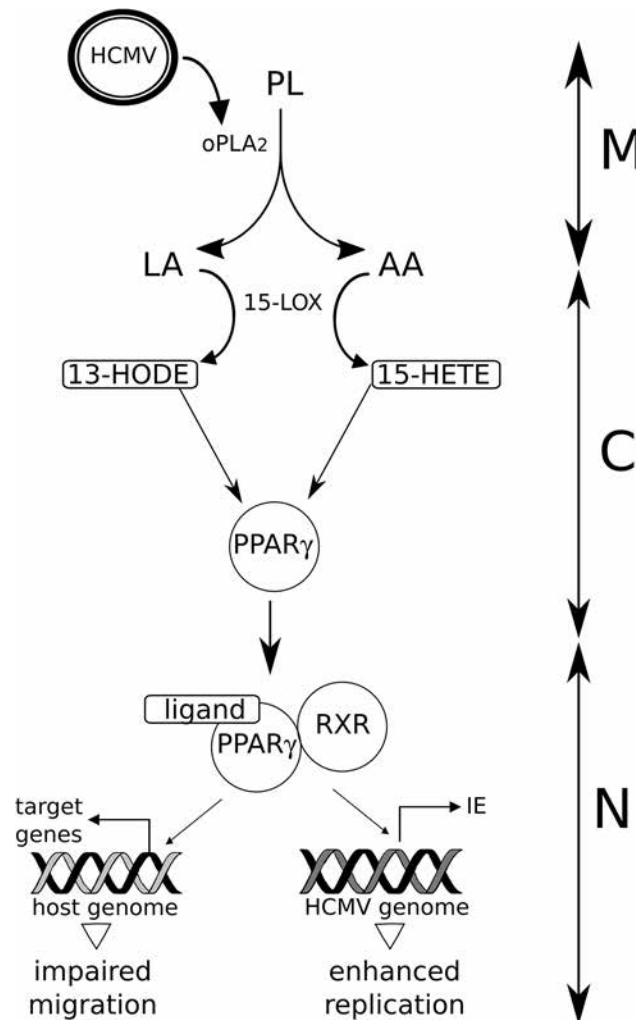 HCMV
PL
oPLA2
M
LA
AA
15-LOX
13-HODE
15-HETE
C
PPARγ
ligand
RXR
PPARγ
target
genes
IE
N
host genome
HCMV genome
impaired
migration
enhanced
replication